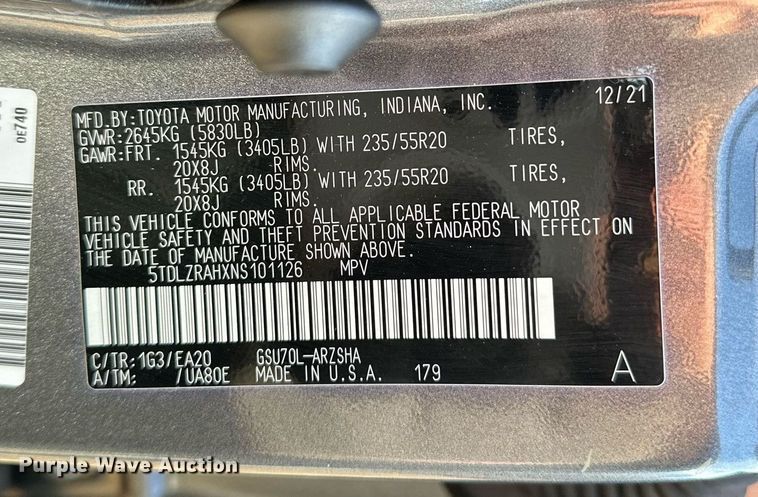 0E740
MFD.BY:TOYOTA MOTOR MANUFACTURING, INDIANA, INC. 12/21
GVWR:2645KG (5830LB)
GAWR:FRT. 1545KG (3405LB) WITH 235/55R20 TIRES,
20X8J RIMS.
RR. 1545KG (3405LB) WITH 235/55R20 TIRES,
20X8J RIMS.
THIS VEHICLE CONFORMS TO ALL APPLICABLE FEDERAL MOTOR
VEHICLE SAFETY AND THEFT PREVENTION STANDARDS IN EFFECT ON
THE DATE OF MANUFACTURE SHOWN ABOVE.
5TDLZRAHXNS101126 MPV
C/TR:1G3/EA20 GSU70L-ARZSHA
A/TM: /UA80E MADE IN U.S.A. 179 A
Purple Wave Auction